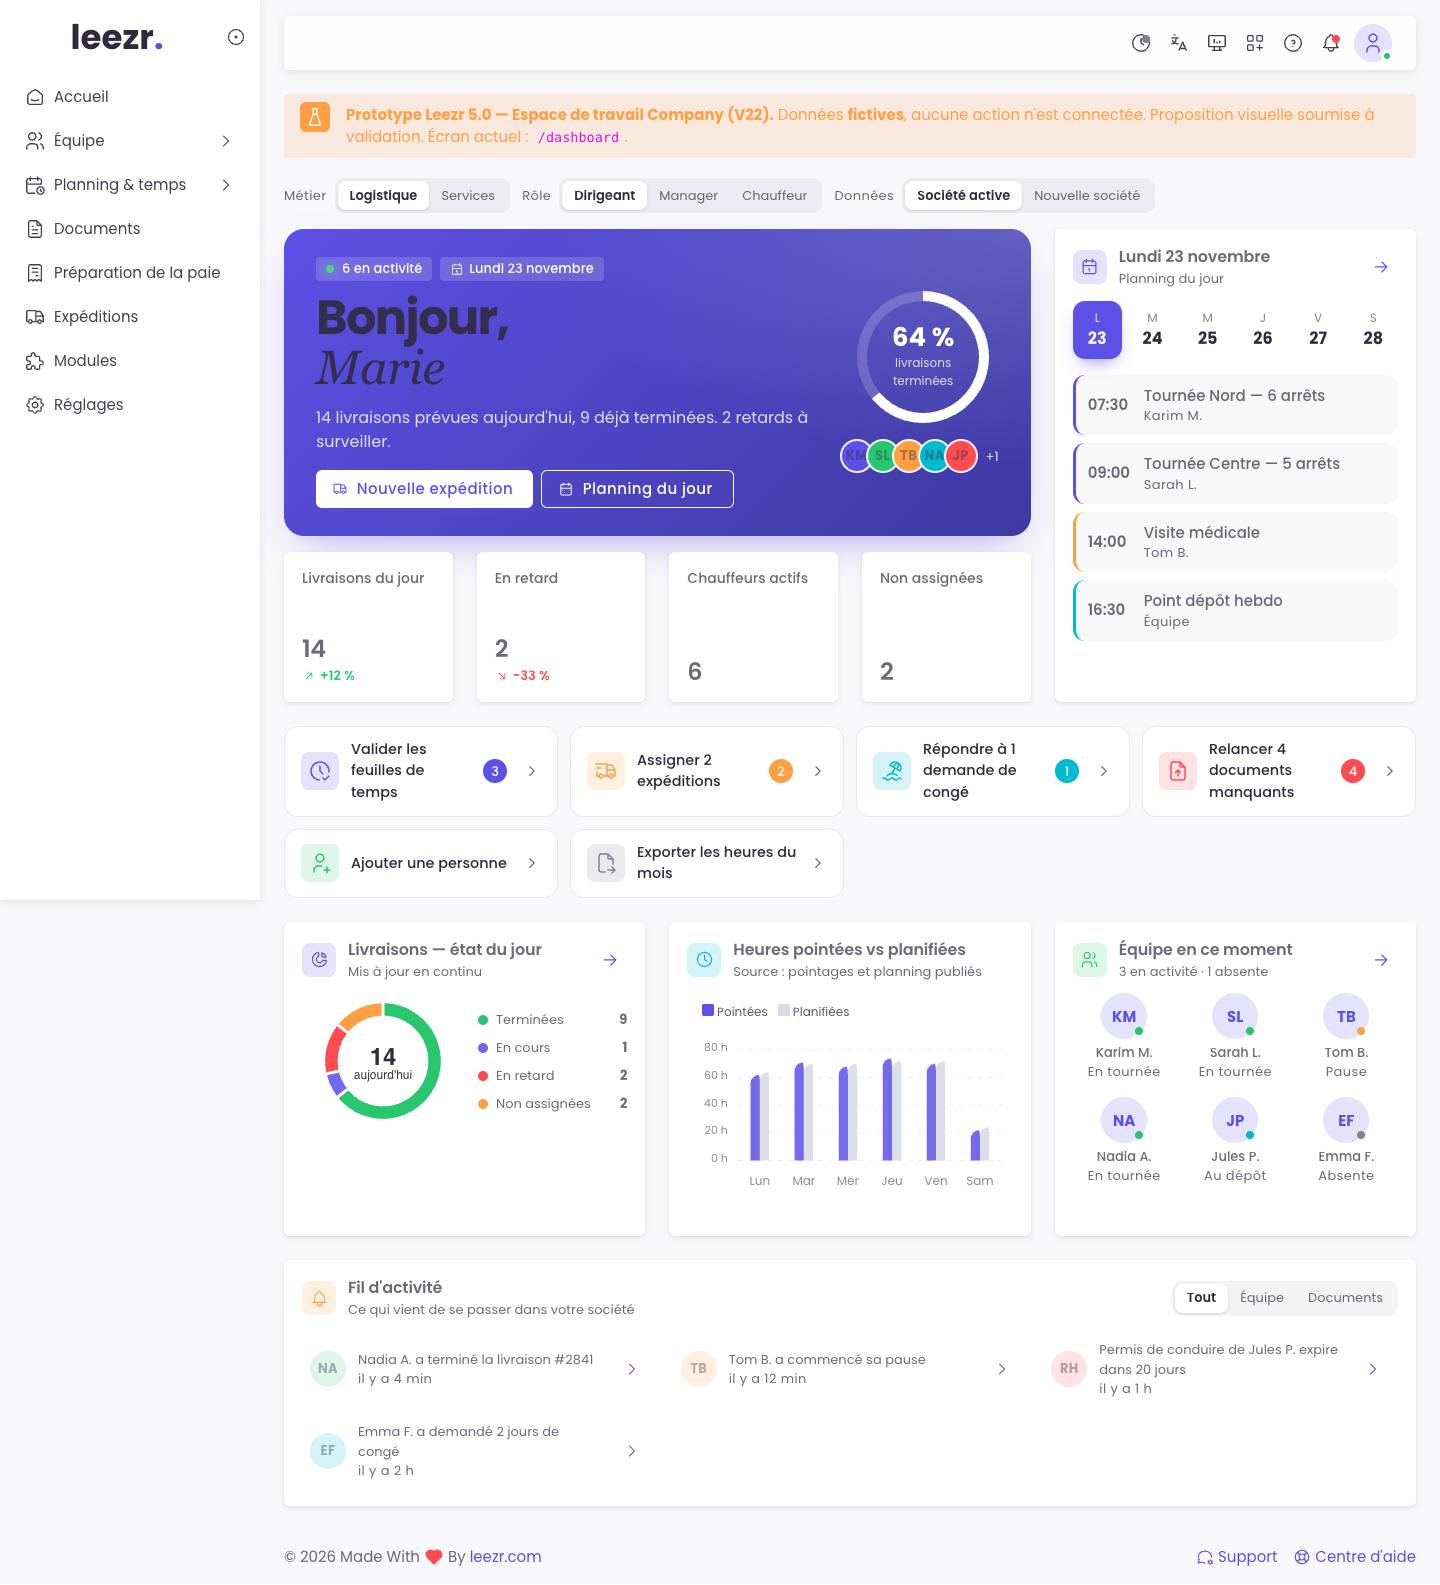 leezr.
Accueil
Équipe
Planning & temps
Documents
Préparation de la paie
Expéditions
Modules
Réglages
Prototype Leezr 5.0 — Espace de travail Company (V22). Données fictives, aucune action n'est connectée. Proposition visuelle soumise à
validation. Écran actuel : /dashboard .
Métier Logistique Services Rôle Dirigeant Manager Chauffeur Données Société active Nouvelle société
6 en activité Lundi 23 novembre
Bonjour,
Marie
14 livraisons prévues aujourd'hui, 9 déjà terminées. 2 retards à
surveiller.
Nouvelle expédition Planning du jour
64 %
livraisons
terminées
KM SL TB NA JP +1
Lundi 23 novembre
Planning du jour
L M M J V S
23 24 25 26 27 28
07:30 Tournée Nord — 6 arrêts
Karim M.
09:00 Tournée Centre — 5 arrêts
Sarah L.
14:00 Visite médicale
Tom B.
16:30 Point dépôt hebdo
Équipe
Livraisons du jour
14
+12 %
En retard
2
-33 %
Chauffeurs actifs
6
Non assignées
2
Valider les
feuilles de
temps
3
Assigner 2
expéditions
2
Répondre à 1
demande de
congé
1
Relancer 4
documents
manquants
4
Ajouter une personne
Exporter les heures du
mois
Livraisons — état du jour
Mis à jour en continu
14
aujourd'hui
Terminées 9
En cours 1
En retard 2
Non assignées 2
Heures pointées vs planifiées
Source : pointages et planning publiés
Pointées Planifiées
80 h
60 h
40 h
20 h
0 h
Lun Mar Mer Jeu Ven Sam
Équipe en ce moment
3 en activité · 1 absente
KM SL TB
Karim M. Sarah L. Tom B.
En tournée En tournée Pause
NA JP EF
Nadia A. Jules P. Emma F.
En tournée Au dépôt Absente
Fil d'activité
Ce qui vient de se passer dans votre société
Tout Équipe Documents
NA
Nadia A. a terminé la livraison #2841
il y a 4 min
TB
Tom B. a commencé sa pause
il y a 12 min
RH
Permis de conduire de Jules P. expire
dans 20 jours
il y a 1 h
EF
Emma F. a demandé 2 jours de
congé
il y a 2 h
© 2026 Made With By leezr.com
Support Centre d'aide